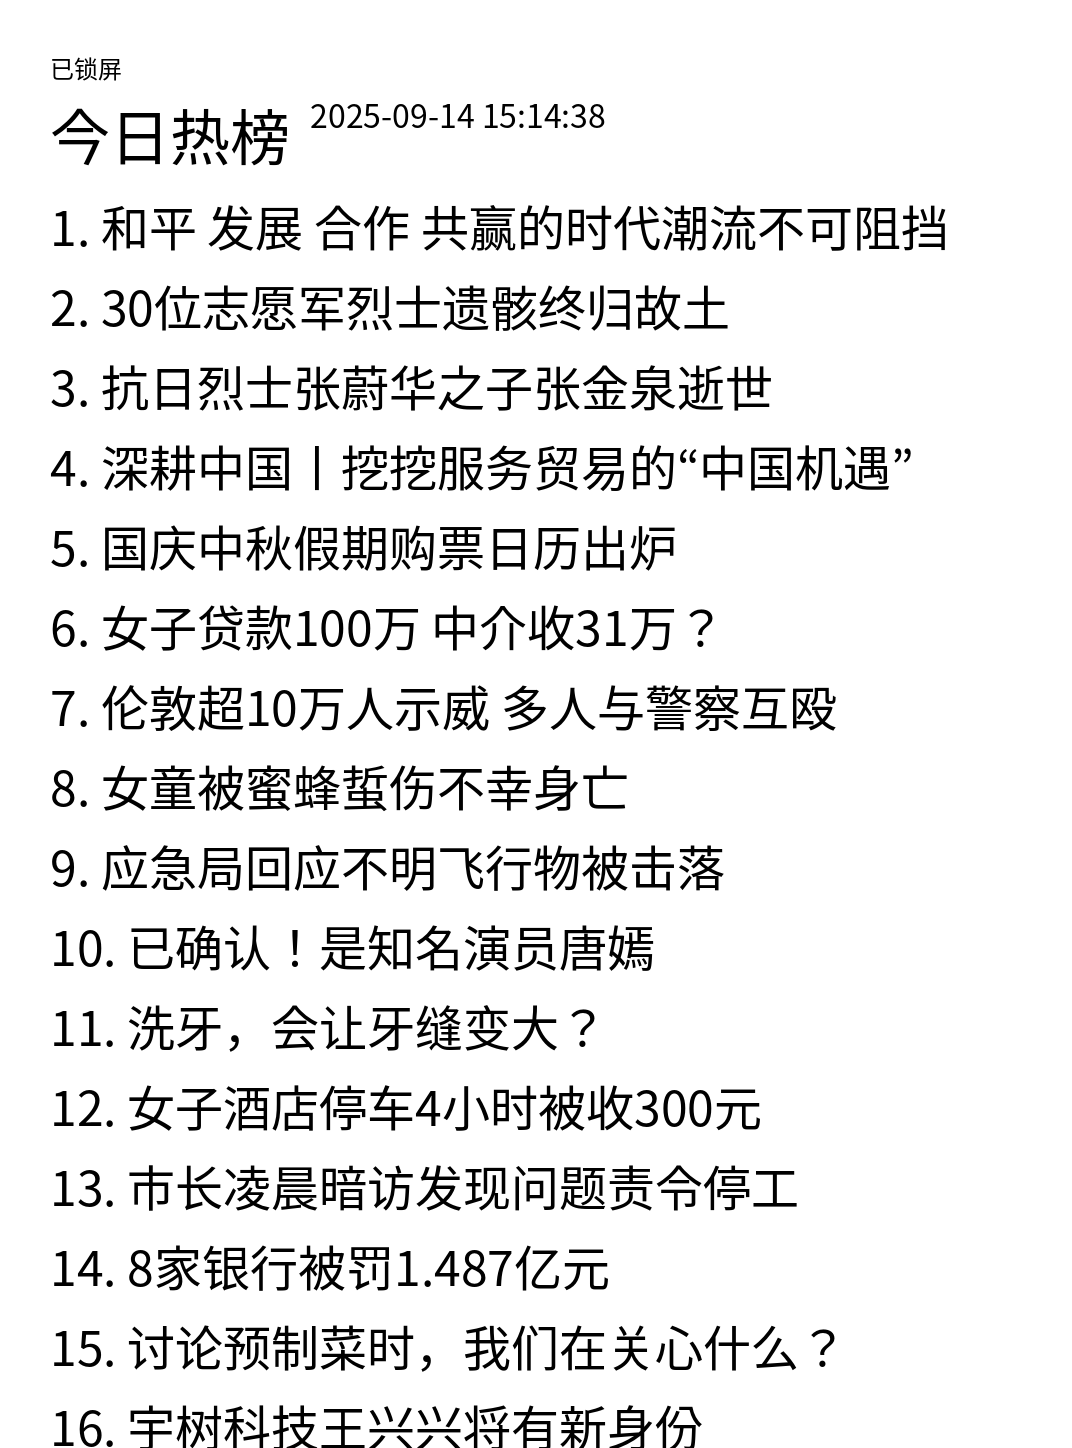 已锁屏
今日热榜 2025-09-14 15:14:38
1. 和平 发展 合作 共赢的时代潮流不可阻挡
2. 30位志愿军烈士遗骸终归故土
3. 抗日烈士张蔚华之子张金泉逝世
4. 深耕中国丨挖挖服务贸易的“中国机遇”
5. 国庆中秋假期购票日历出炉
6. 女子贷款100万 中介收31万？
7. 伦敦超10万人示威 多人与警察互殴
8. 女童被蜜蜂蜇伤不幸身亡
9. 应急局回应不明飞行物被击落
10. 已确认！是知名演员唐嫣
11. 洗牙，会让牙缝变大？
12. 女子酒店停车4小时被收300元
13. 市长凌晨暗访发现问题责令停工
14. 8家银行被罚1.487亿元
15. 讨论预制菜时，我们在关心什么？
16. 宇树科技王兴兴将有新身份